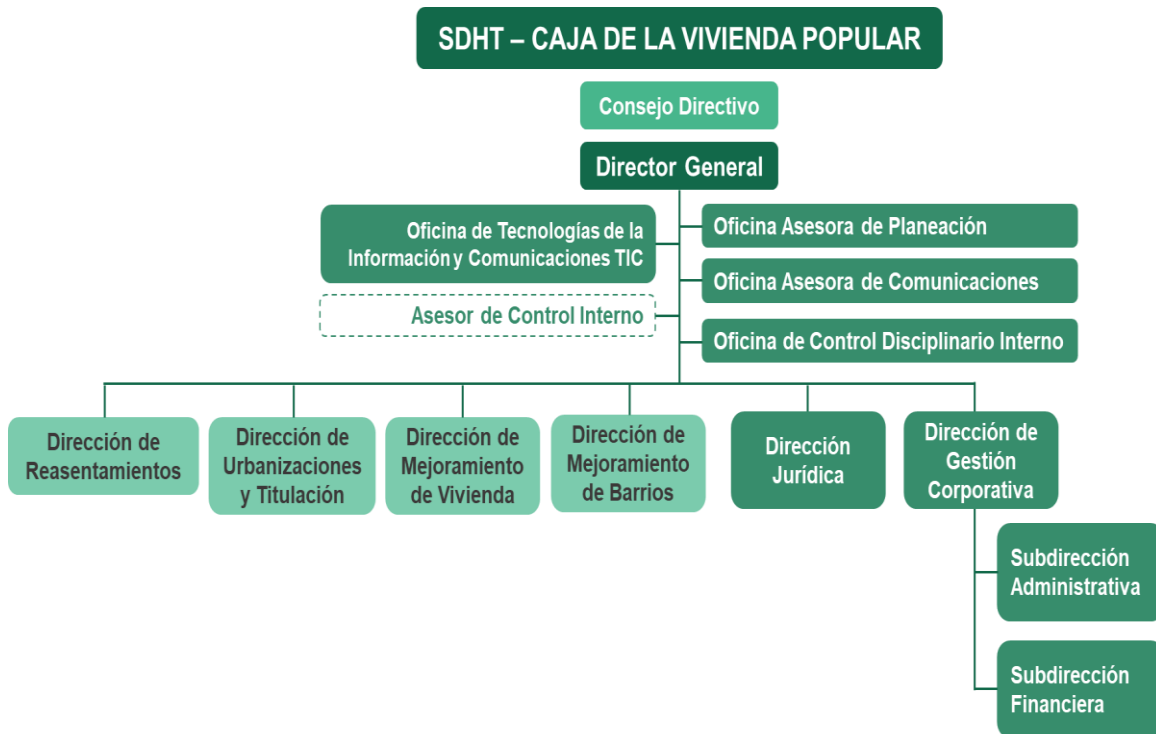 SDHT – CAJA DE LA VIVIENDA POPULAR
Consejo Directivo
Director General
Oficina de Tecnologías de la
Información y Comunicaciones TIC
Asesor de Control Interno
Oficina Asesora de Planeación
Oficina Asesora de Comunicaciones
Oficina de Control Disciplinario Interno
Dirección de
Reasentamientos
Dirección de
Urbanizaciones
y Titulación
Dirección de
Mejoramiento
de Vivienda
Dirección de
Mejoramiento
de Barrios
Dirección
Jurídica
Dirección de
Gestión
Corporativa
Subdirección
Administrativa
Subdirección
Financiera